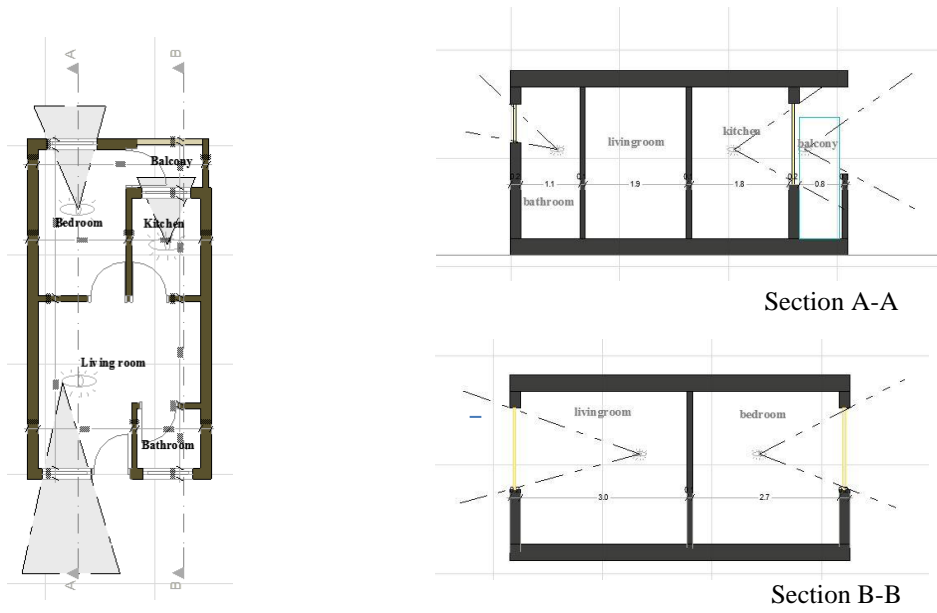 A
B
Balcony
Bedroom
Kitchen
Living room
Bathroom
A
B
livingroom
kitchen
balcony
bathroom
1.1
1.9
1.8
0.8
Section A-A
livingroom
bedroom
3.0
2.7
Section B-B